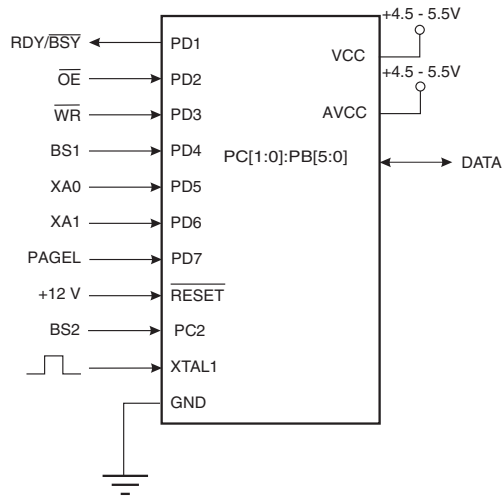 RDY/BSY PD1
OE PD2
WR PD3
BS1 PD4
XA0 PD5
XA1 PD6
PAGEL PD7
+12 V RESET
BS2 PC2
XTAL1
GND
+4.5 - 5.5V
VCC
+4.5 - 5.5V
AVCC
PC[1:0]:PB[5:0] DATA